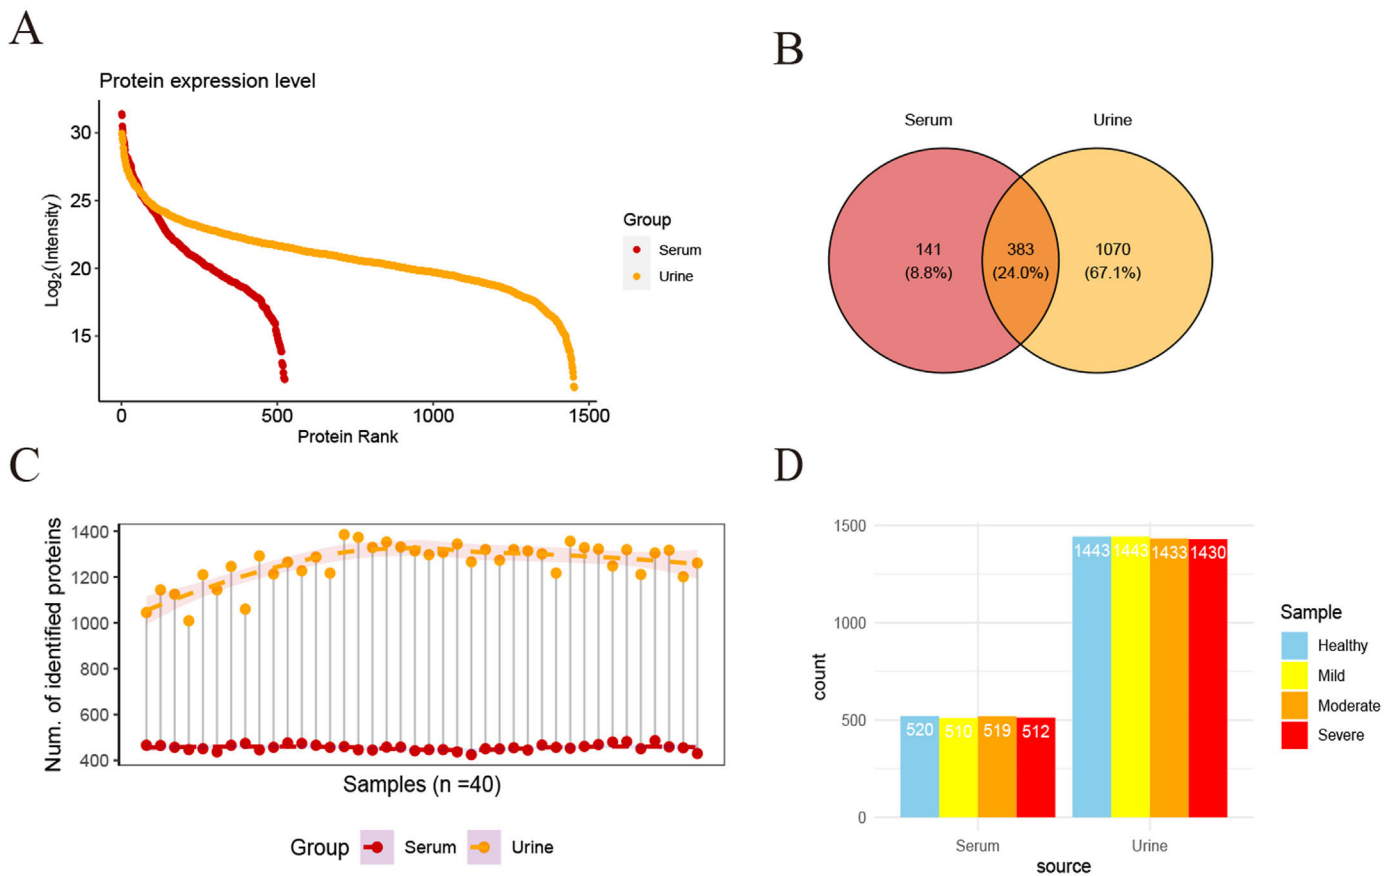 A
Protein expression level
30
25
20
15
Log2(Intensity)
0
500
1000
1500
Protein Rank
Group
Serum
Urine
B
Serum
Urine
141
(8.8%)
383
(24.0%)
1070
(67.1%)
C
1400
1200
1000
800
600
400
Num. of identified proteins
Samples (n =40)
Group
Serum
Urine
D
1500
1000
500
0
count
520
510
519
512
1443
1443
1433
1430
Serum
Urine
source
Sample
Healthy
Mild
Moderate
Severe